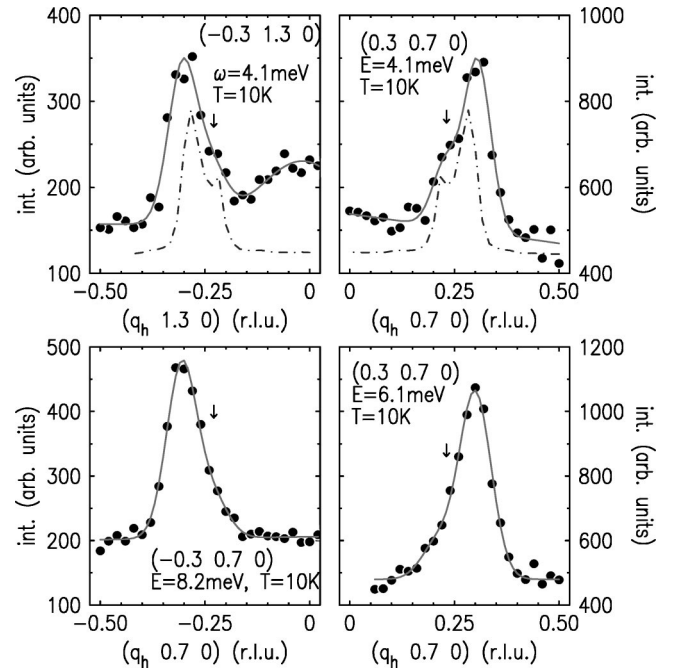 (−0.3 1.3 0)
ω=4.1meV
T=10K
int. (arb. units)
400
300
200
100
−0.50
−0.25
0
(q_h 1.3 0) (r.l.u.)
(0.3 0.7 0)
E=4.1meV
T=10K
1000
800
600
400
int. (arb. units)
0
0.25
0.50
(q_h 0.7 0) (r.l.u.)
int. (arb. units)
500
400
300
200
100
(−0.3 0.7 0)
E=8.2meV, T=10K
−0.50
−0.25
0
(q_h 0.7 0) (r.l.u.)
(0.3 0.7 0)
E=6.1meV
T=10K
1200
1000
800
600
400
int. (arb. units)
0
0.25
0.50
(q_h 0.7 0) (r.l.u.)